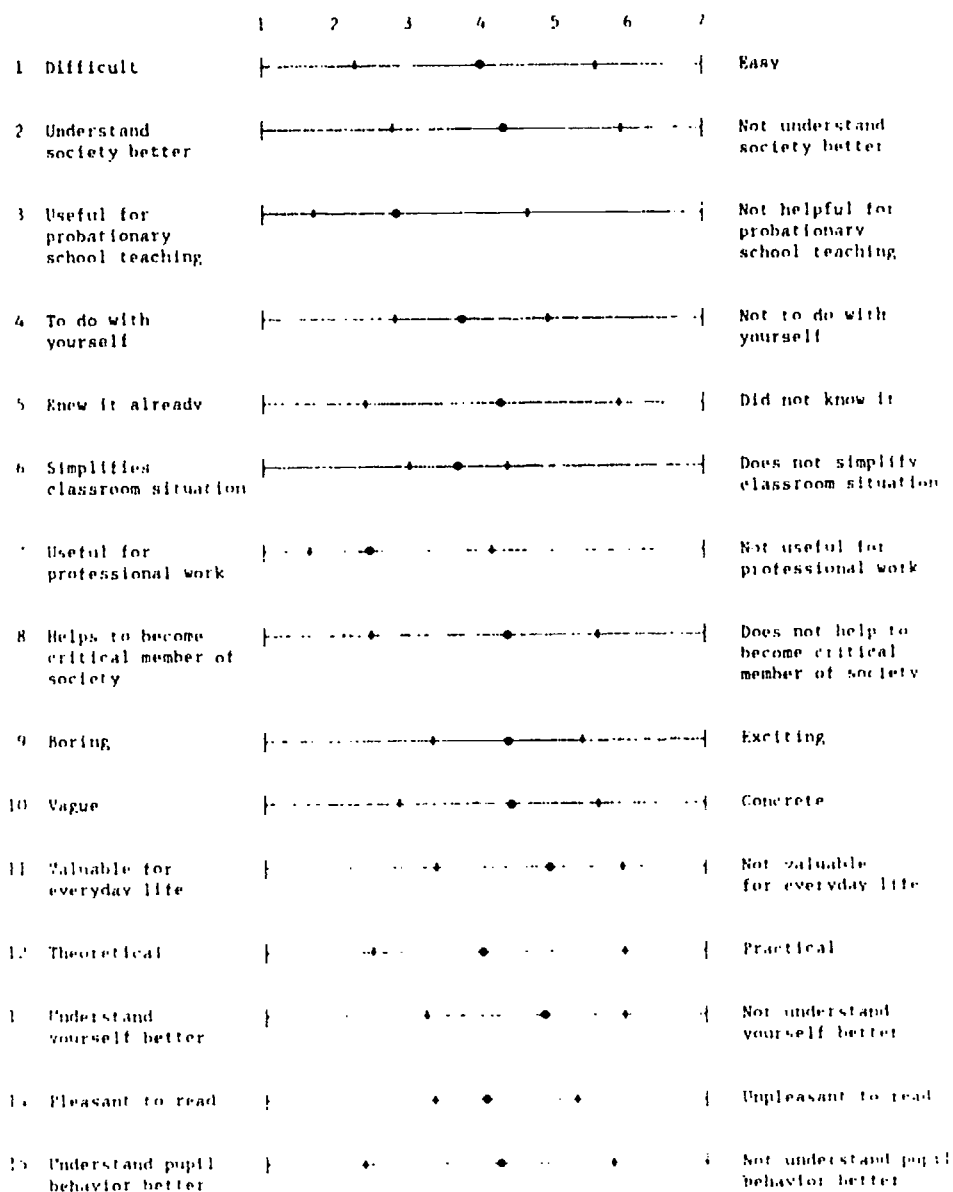 1 2 3 4 5 6 7
1 Difficult Easy
2 Understand Not understand
society better society better
3 Useful for Not helpful for
probationary probationary
school teaching school teaching
4 To do with Not to do with
yourself yourself
5 Knew it already Did not know it
6 Simplifies Does not simplify
classroom situation classroom situation
Useful for Not useful for
professional work professional work
8 Helps to become Does not help to
critical member of become critical
society member of society
9 Boring Exciting
10 Vague Concrete
11 Valuable for Not valuable
everyday life for everyday life
12 Theoretical Practical
Understand Not understand
yourself better yourself better
14 Pleasant to read Unpleasant to read
15 Understand pupil Not understand pupil
behavior better behavior better